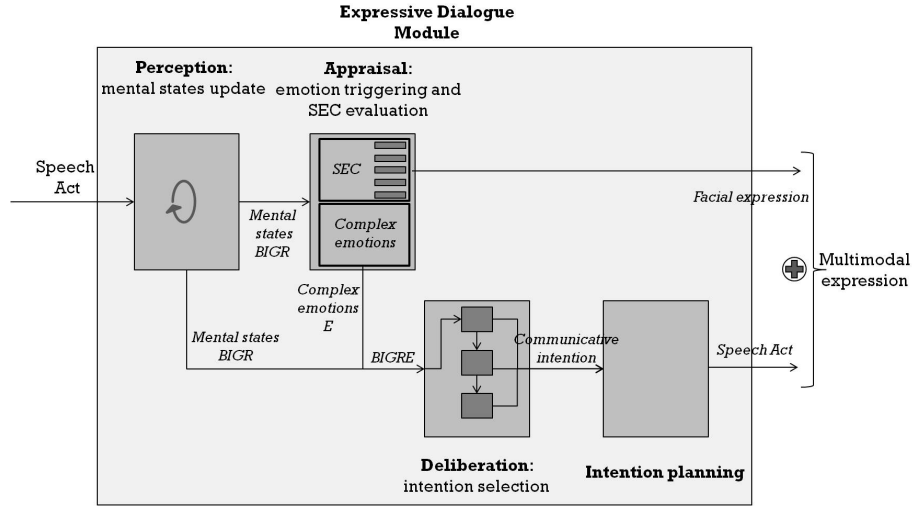 Expressive Dialogue
Module
Perception:
mental states update
Appraisal:
emotion triggering and
SEC evaluation
Speech
Act
SEC
Mental
states
BIGR
Complex
emotions
Facial expression
Multimodal
expression
Complex
emotions
E
Mental states
BIGR
BIGRE
Communicative
intention
Speech Act
Deliberation:
intention selection
Intention planning